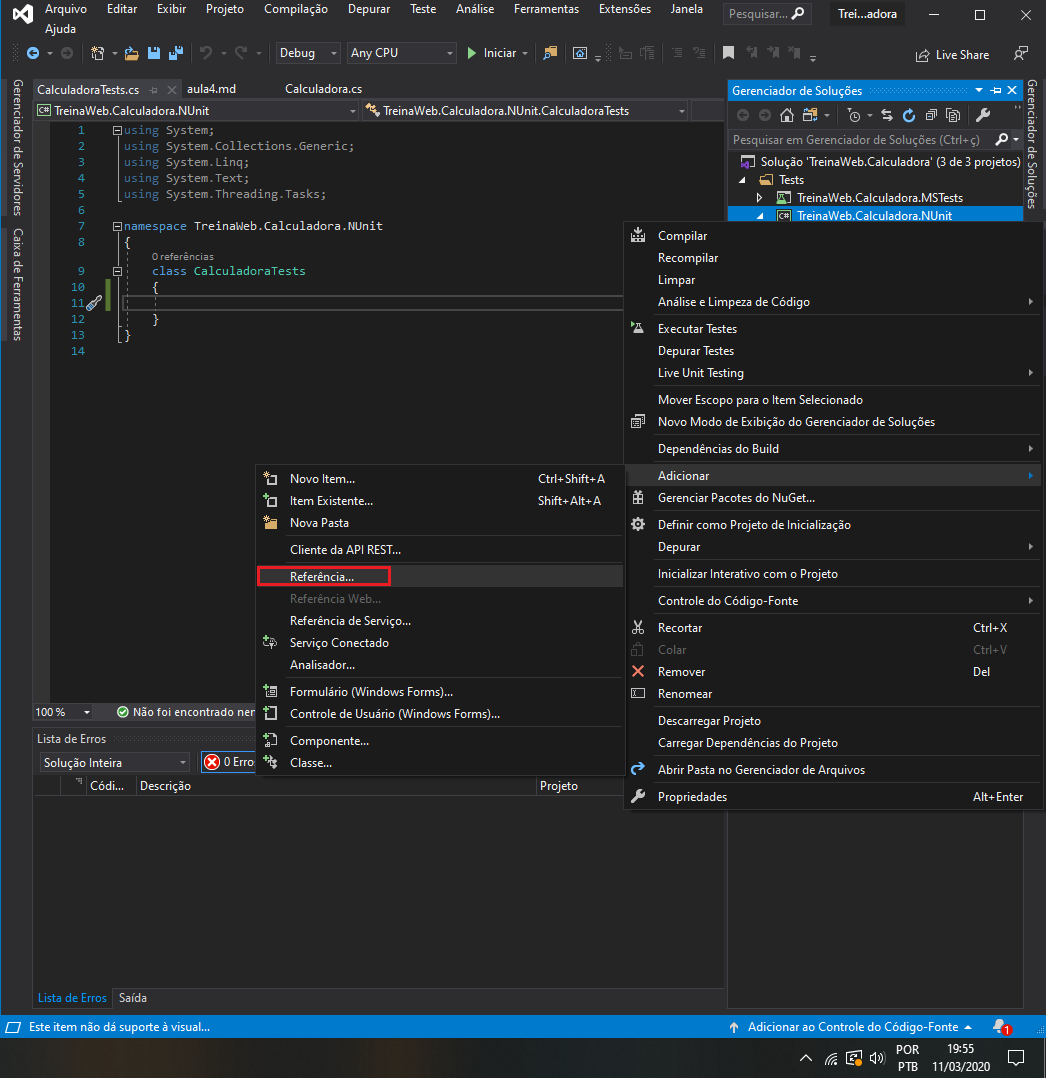 Arquivo Editar Exibir Projeto Compilação Depurar Teste Análise Ferramentas Extensões Janela Pesquisar... Trei...adora
Ajuda
Debug Any CPU Iniciar Live Share
CalculadoraTests.cs aula4.md Calculadora.cs
TreinaWeb.Calculadora.NUnit TreinaWeb.Calculadora.NUnit.CalculadoraTests
1 using System;
2 using System.Collections.Generic;
3 using System.Linq;
4 using System.Text;
5 using System.Threading.Tasks;
6
7 namespace TreinaWeb.Calculadora.NUnit
8 {
0 referências
9 class CalculadoraTests
10 {
11
12 }
13 }
14
Gerenciador de Servidores
Caixa de Ferramentas
Gerenciador de Soluções
Pesquisar em Gerenciador de Soluções (Ctrl+ç)
Solução 'TreinaWeb.Calculadora' (3 de 3 projetos)
Tests
TreinaWeb.Calculadora.MSTests
C# TreinaWeb.Calculadora.NUnit
Gerenciador de Soluções
Compilar
Recompilar
Limpar
Análise e Limpeza de Código
Executar Testes
Depurar Testes
Live Unit Testing
Mover Escopo para o Item Selecionado
Novo Modo de Exibição do Gerenciador de Soluções
Dependências do Build
Adicionar
Gerenciar Pacotes do NuGet...
Definir como Projeto de Inicialização
Depurar
Inicializar Interativo com o Projeto
Controle do Código-Fonte
Recortar Ctrl+X
Colar Ctrl+V
Remover Del
Renomear
Descarregar Projeto
Carregar Dependências do Projeto
Abrir Pasta no Gerenciador de Arquivos
Propriedades Alt+Enter
Novo Item... Ctrl+Shift+A
Item Existente... Shift+Alt+A
Nova Pasta
Cliente da API REST...
Referência...
Referência Web...
Referência de Serviço...
Serviço Conectado
Analisador...
Formulário (Windows Forms)...
Controle de Usuário (Windows Forms)...
Componente...
Classe...
100 % Não foi encontrado ner
Lista de Erros
Solução Inteira 0 Erro
Códi... Descrição Projeto
Lista de Erros Saída
Este item não dá suporte à visual... Adicionar ao Controle do Código-Fonte 1
POR 19:55
PTB 11/03/2020